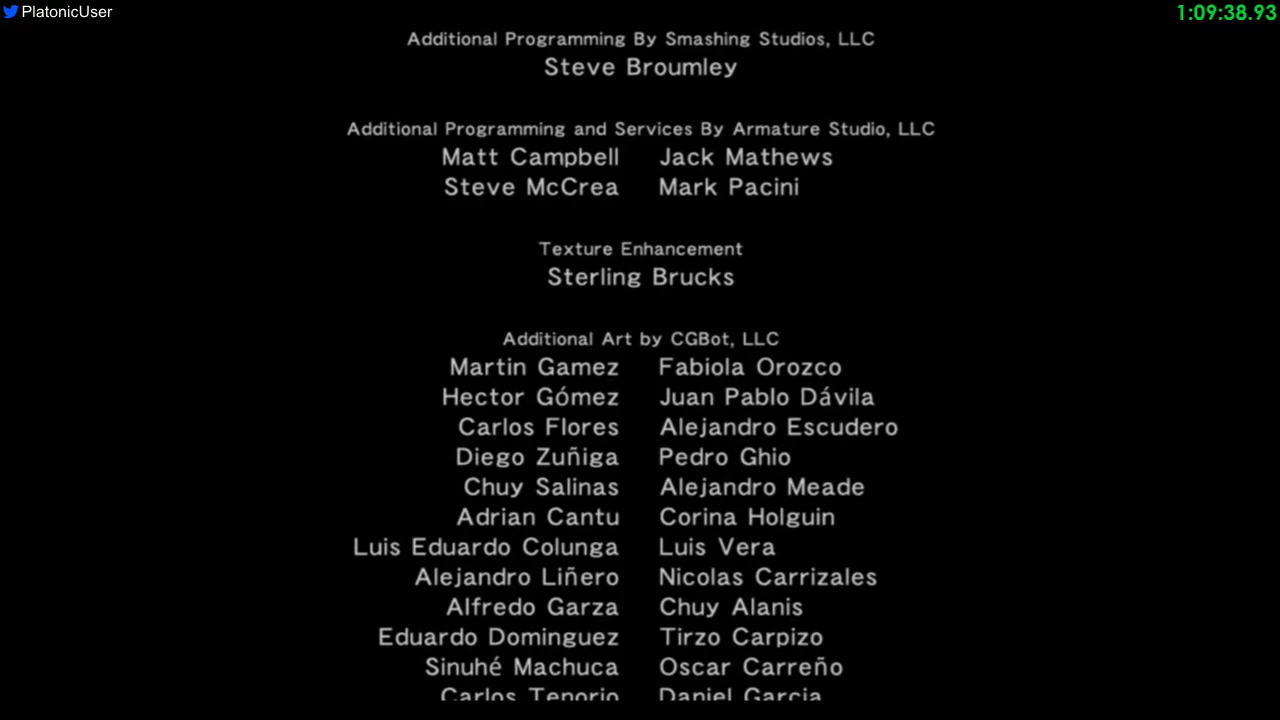 PlatonicUser
1:09:38.93
Additional Programming By Smashing Studios, LLC
Steve Broumley
Additional Programming and Services By Armature Studio, LLC
Matt Campbell Jack Mathews
Steve McCrea Mark Pacini
Texture Enhancement
Sterling Brucks
Additional Art by CGBot, LLC
Martin Gamez Fabiola Orozco
Hector Gómez Juan Pablo Dávila
Carlos Flores Alejandro Escudero
Diego Zuñiga Pedro Ghio
Chuy Salinas Alejandro Meade
Adrian Cantu Corina Holguin
Luis Eduardo Colunga Luis Vera
Alejandro Liñero Nicolas Carrizales
Alfredo Garza Chuy Alanis
Eduardo Dominguez Tirzo Carpizo
Sinuhé Machuca Oscar Carreño
Carlos Tenorio Daniel Garcia